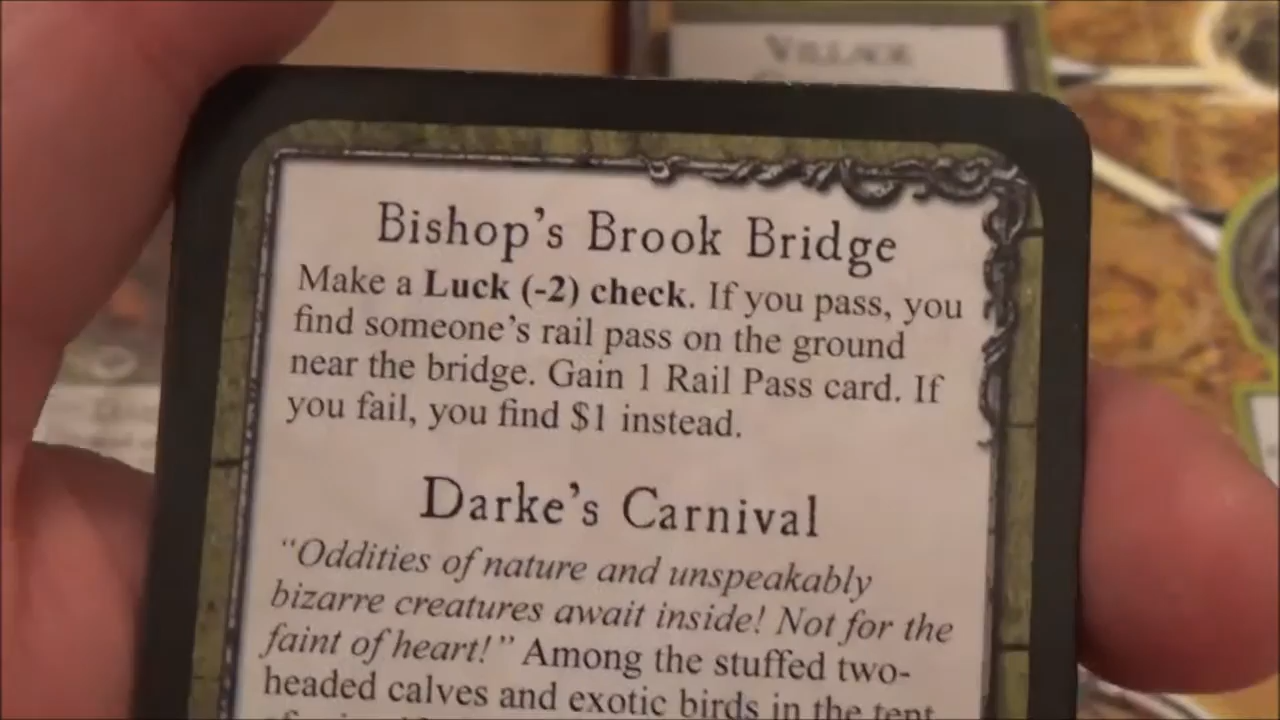 VILLAGE
Bishop's Brook Bridge
Make a Luck (-2) check. If you pass, you
find someone's rail pass on the ground
near the bridge. Gain 1 Rail Pass card. If
you fail, you find $1 instead.
Darke's Carnival
"Oddities of nature and unspeakably
bizarre creatures await inside! Not for the
faint of heart!" Among the stuffed two-
headed calves and exotic birds in the tent